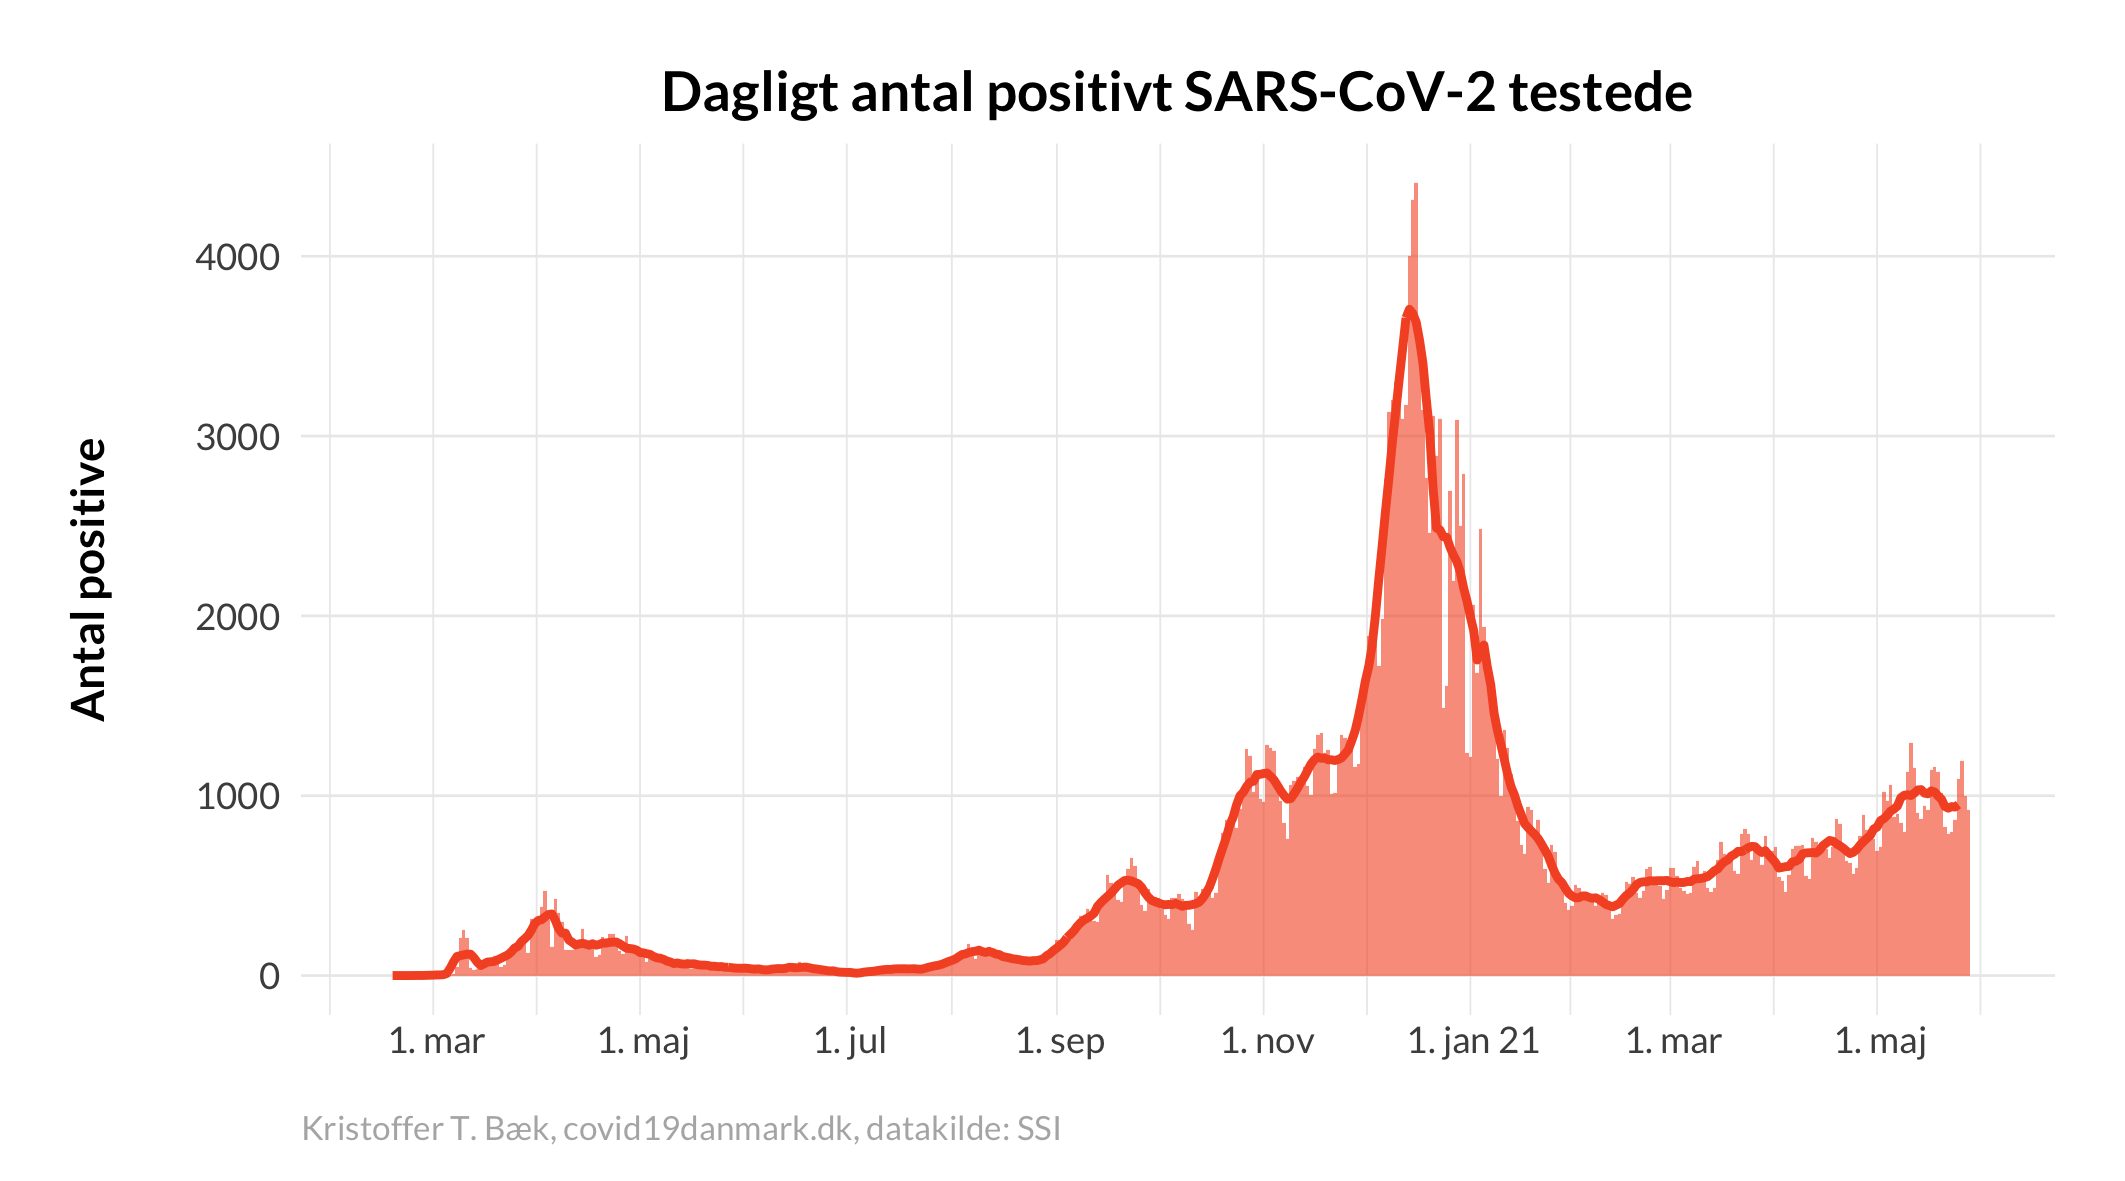 Dagligt antal positivt SARS-CoV-2 testede
Antal positive
4000
3000
2000
1000
0
1. mar
1. maj
1. jul
1. sep
1. nov
1. jan 21
1. mar
1. maj
Kristoffer T. Bæk, covid19danmark.dk, datakilde: SSI